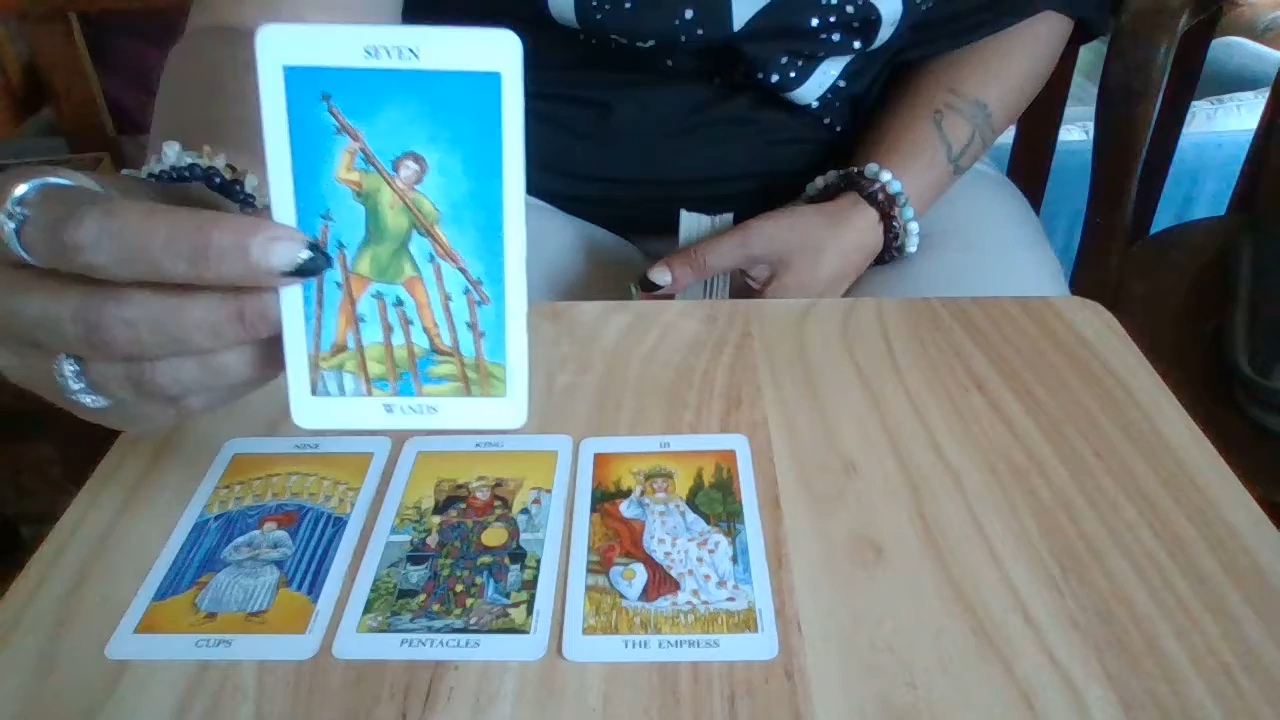 SEVEN
WANDS
NINE
CUPS
KING
PENTACLES
III
THE EMPRESS